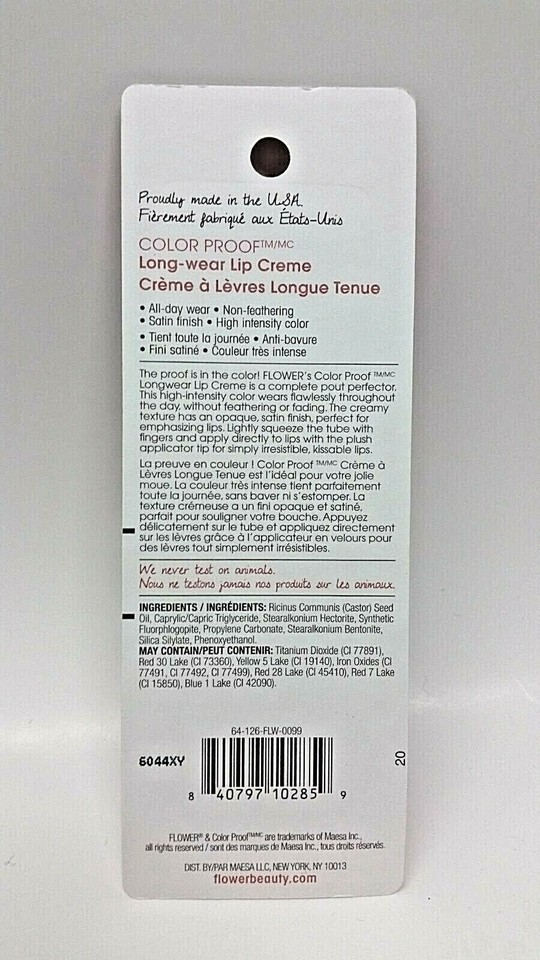 Proudly made in the U.S.A.
Fièrement fabriqué aux États-Unis
COLOR PROOF™/MC
Long-wear Lip Creme
Crème à Lèvres Longue Tenue
• All-day wear • Non-feathering
• Satin finish • High intensity color
• Tient toute la journée • Anti-bavure
• Fini satiné • Couleur très intense
The proof is in the color! FLOWER's Color Proof ™/MC
Longwear Lip Creme is a complete pout perfector.
This high-intensity color wears flawlessly throughout
the day, without feathering or fading. The creamy
texture has an opaque, satin finish, perfect for
emphasizing lips. Lightly squeeze the tube with
fingers and apply directly to lips with the plush
applicator tip for simply irresistible, kissable lips.
La preuve en couleur ! Color Proof ™/MC Crème à
Lèvres Longue Tenue est l'idéal pour votre jolie
moue. La couleur très intense tient parfaitement
toute la journée, sans baver ni s'estomper. La
texture crémeuse a un fini opaque et satiné,
parfait pour souligner votre bouche. Appuyez
délicatement sur le tube et appliquez directement
sur les lèvres grâce à l'applicateur en velours pour
des lèvres tout simplement irrésistibles.
We never test on animals.
Nous ne testons jamais nos produits sur les animaux.
INGREDIENTS / INGRÉDIENTS: Ricinus Communis (Castor) Seed
Oil, Caprylic/Capric Triglyceride, Stearalkonium Hectorite, Synthetic
Fluorphlogopite, Propylene Carbonate, Stearalkonium Bentonite,
Silica Silylate, Phenoxyethanol.
MAY CONTAIN/PEUT CONTENIR: Titanium Dioxide (CI 77891),
Red 30 Lake (CI 73360), Yellow 5 Lake (CI 19140), Iron Oxides (CI
77491, CI 77492, CI 77499), Red 28 Lake (CI 45410), Red 7 Lake
(CI 15850), Blue 1 Lake (CI 42090).
64-126-FLW-0099
6044XY
20
8 40797 10285 9
FLOWER® & Color Proof™/MC are trademarks of Maesa Inc.,
all rights reserved / sont des marques de Maesa Inc., tous droits réservés.
DIST. BY/PAR MAESA LLC, NEW YORK, NY 10013
flowerbeauty.com